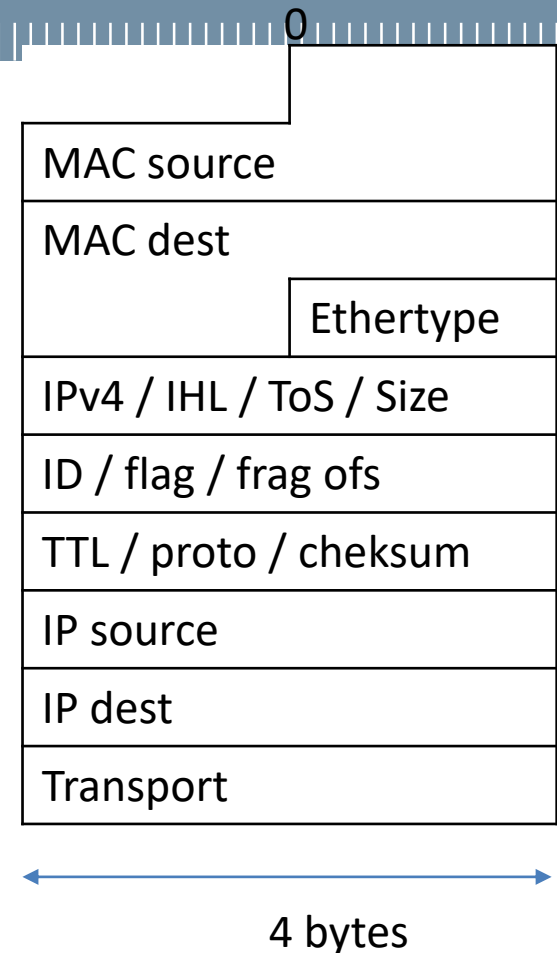 0
MAC source
MAC dest
Ethertype
IPv4 / IHL / ToS / Size
ID / flag / frag ofs
TTL / proto / cheksum
IP source
IP dest
Transport
4 bytes